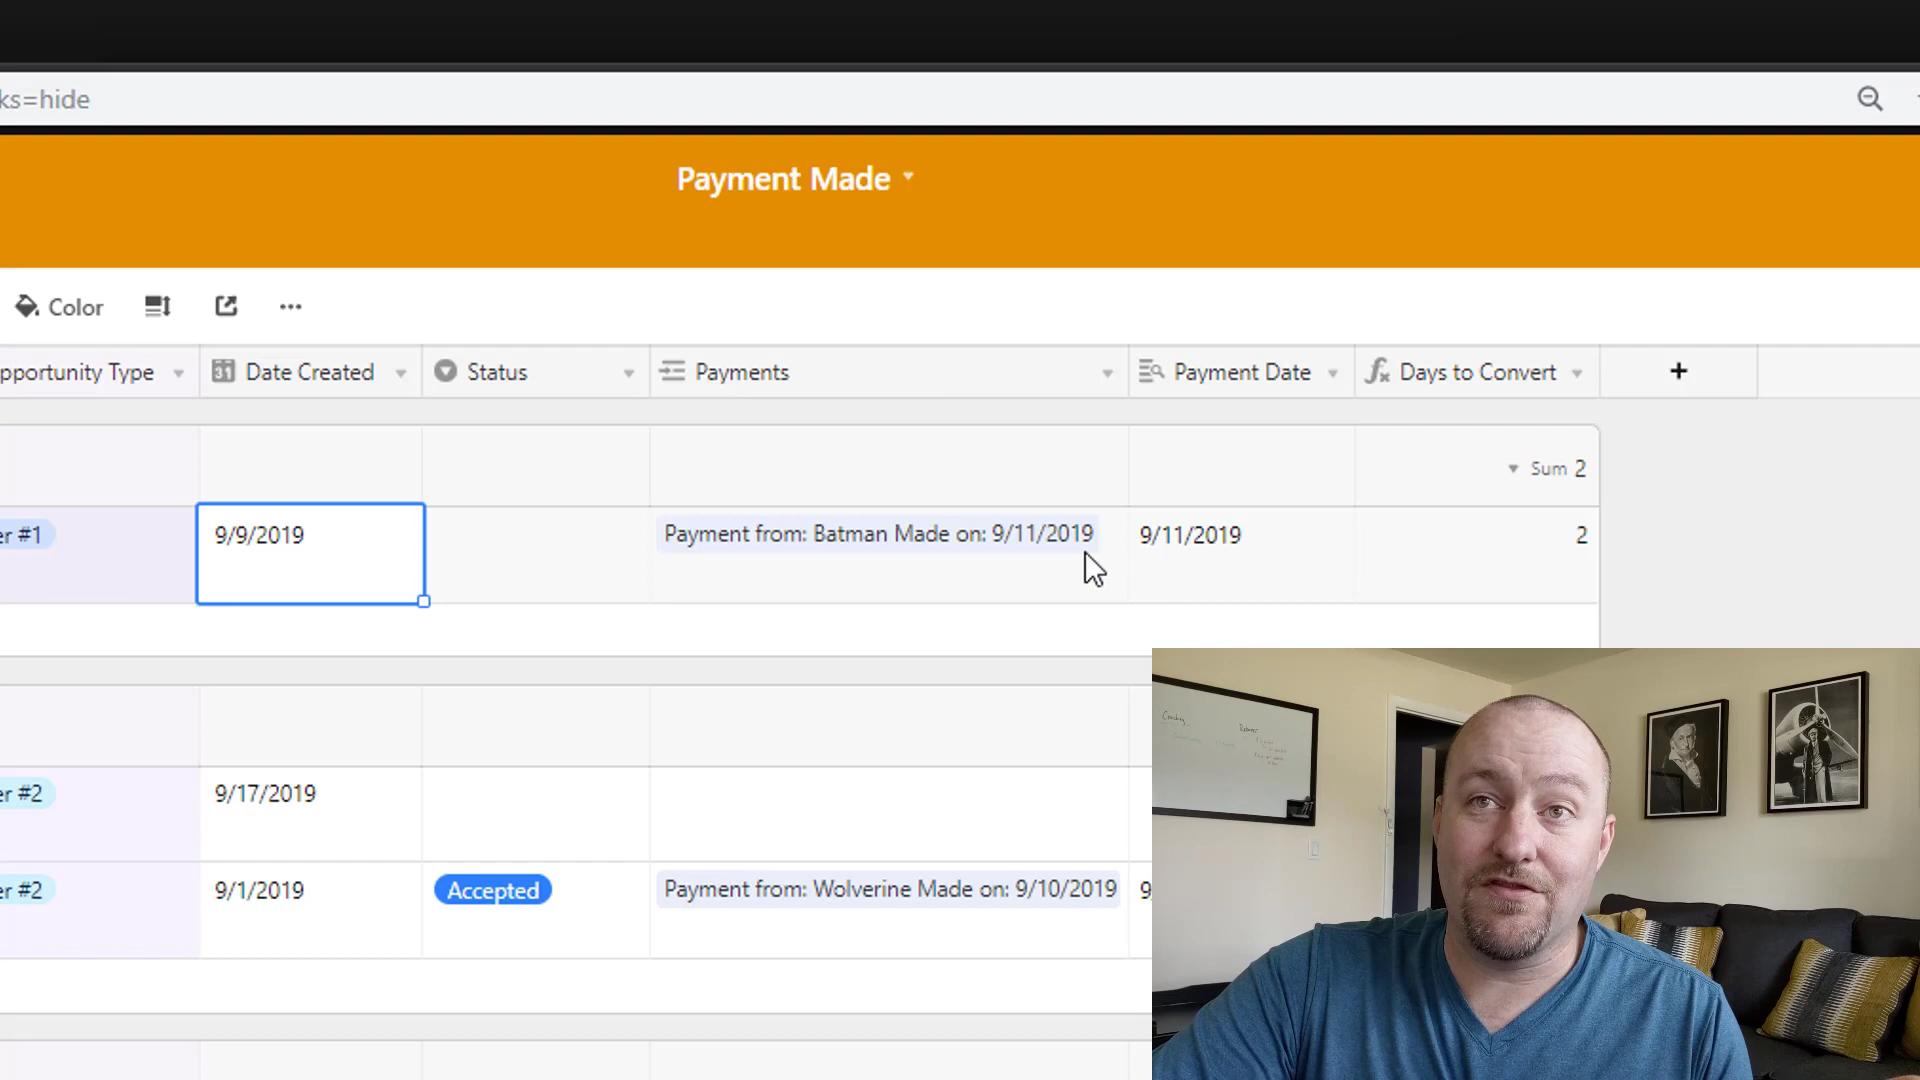 ks=hide
Payment Made
Color
pportunity Type
Date Created
Status
Payments
Payment Date
Days to Convert
+
Sum 2
er #1
9/9/2019
Payment from: Batman Made on: 9/11/2019
9/11/2019
2
er #2
9/17/2019
er #2
9/1/2019
Accepted
Payment from: Wolverine Made on: 9/10/2019
9